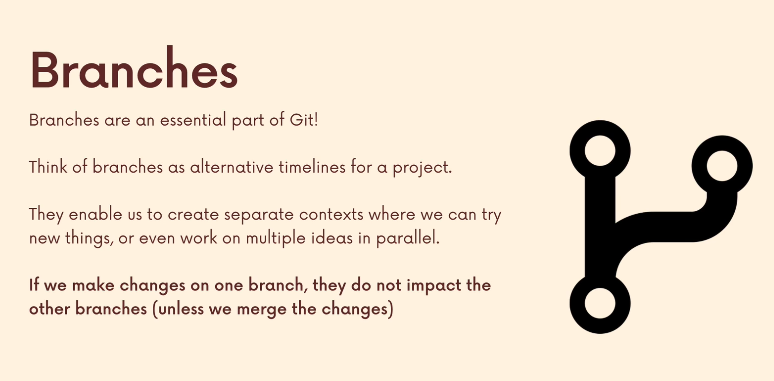 Branches
Branches are an essential part of Git!
Think of branches as alternative timelines for a project.
They enable us to create separate contexts where we can try
new things, or even work on multiple ideas in parallel.
If we make changes on one branch, they do not impact the
other branches (unless we merge the changes)